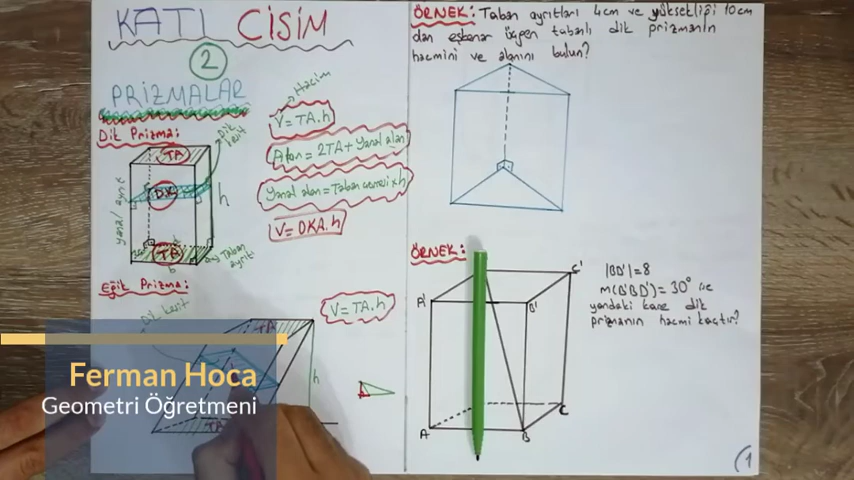 KATI CİSİM
2
PRİZMALAR
Dik Prizma:
TA
Dik kesit
DK
yanal ayrıt
h
TA
Taban ayrıtı
b
Hacim
V=TA.h
Alan=2TA+Yanal alan
Yanal alan=Taban çevresi×h
V=DKA.h
Eğik Prizma:
Dik kesit
TA
V=TA.h
h
TA
Ferman Hoca
Geometri Öğretmeni
ÖRNEK: Taban ayrıtları 4cm ve yüksekliği 10cm
dan eşkenar üçgen tabanlı dik prizmanın
hacmini ve alanını bulun?
ÖRNEK:
C'
A'
B'
A
B
C
|BD'|=8
m(B'BD')=30° ise
yandaki kare dik
prizmanın hacmi kaçtır?
1